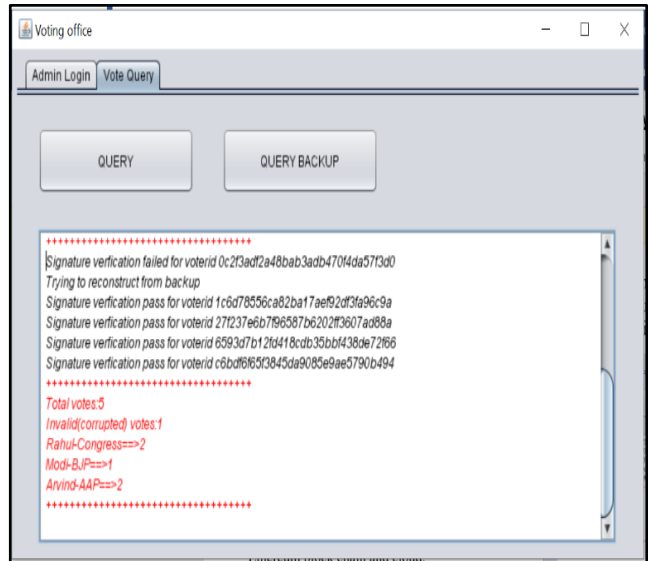 Voting office
Admin Login Vote Query
QUERY QUERY BACKUP
++++++++++++++++++++++++++++++++++
Signature verfication failed for voterid 0c2f3adf2a48bab3adb470f4da57f3d0
Trying to reconstruct from backup
Signature verfication pass for voterid 1c6d78556ca82ba17aef92df3fa96c9a
Signature verfication pass for voterid 27f237e6b7f96587b6202ff3607ad88a
Signature verfication pass for voterid 6593d7b12fd418cdb35bbf438de72f66
Signature verfication pass for voterid c6bdf6f65f3845da9085e9ae5790b494
++++++++++++++++++++++++++++++++++
Total votes:5
Invalid(corrupted) votes:1
Rahul-Congress==>2
Modi-BJP==>1
Arvind-AAP==>2
++++++++++++++++++++++++++++++++++